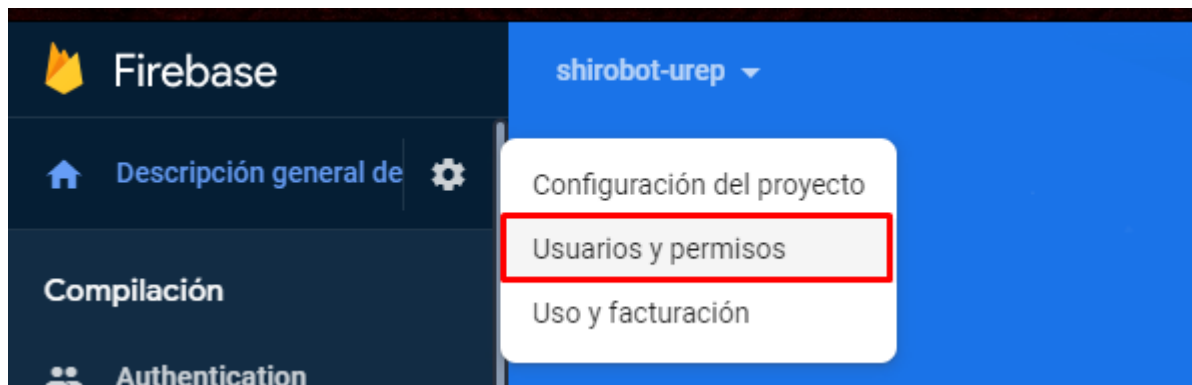 Firebase
shirobot-urep
Descripción general de
Configuración del proyecto
Usuarios y permisos
Uso y facturación
Compilación
Authentication